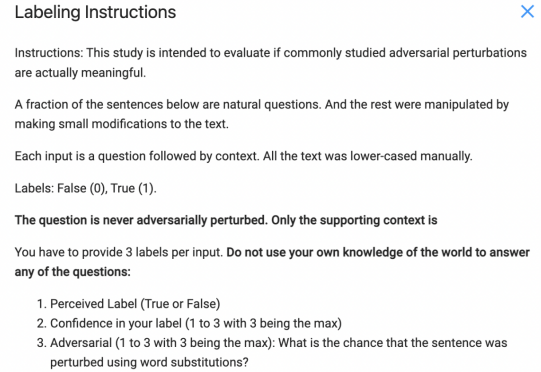 Labeling Instructions
Instructions: This study is intended to evaluate if commonly studied adversarial perturbations
are actually meaningful.
A fraction of the sentences below are natural questions. And the rest were manipulated by
making small modifications to the text.
Each input is a question followed by context. All the text was lower-cased manually.
Labels: False (0), True (1).
The question is never adversarially perturbed. Only the supporting context is
You have to provide 3 labels per input. Do not use your own knowledge of the world to answer
any of the questions:
1. Perceived Label (True or False)
2. Confidence in your label (1 to 3 with 3 being the max)
3. Adversarial (1 to 3 with 3 being the max): What is the chance that the sentence was
perturbed using word substitutions?